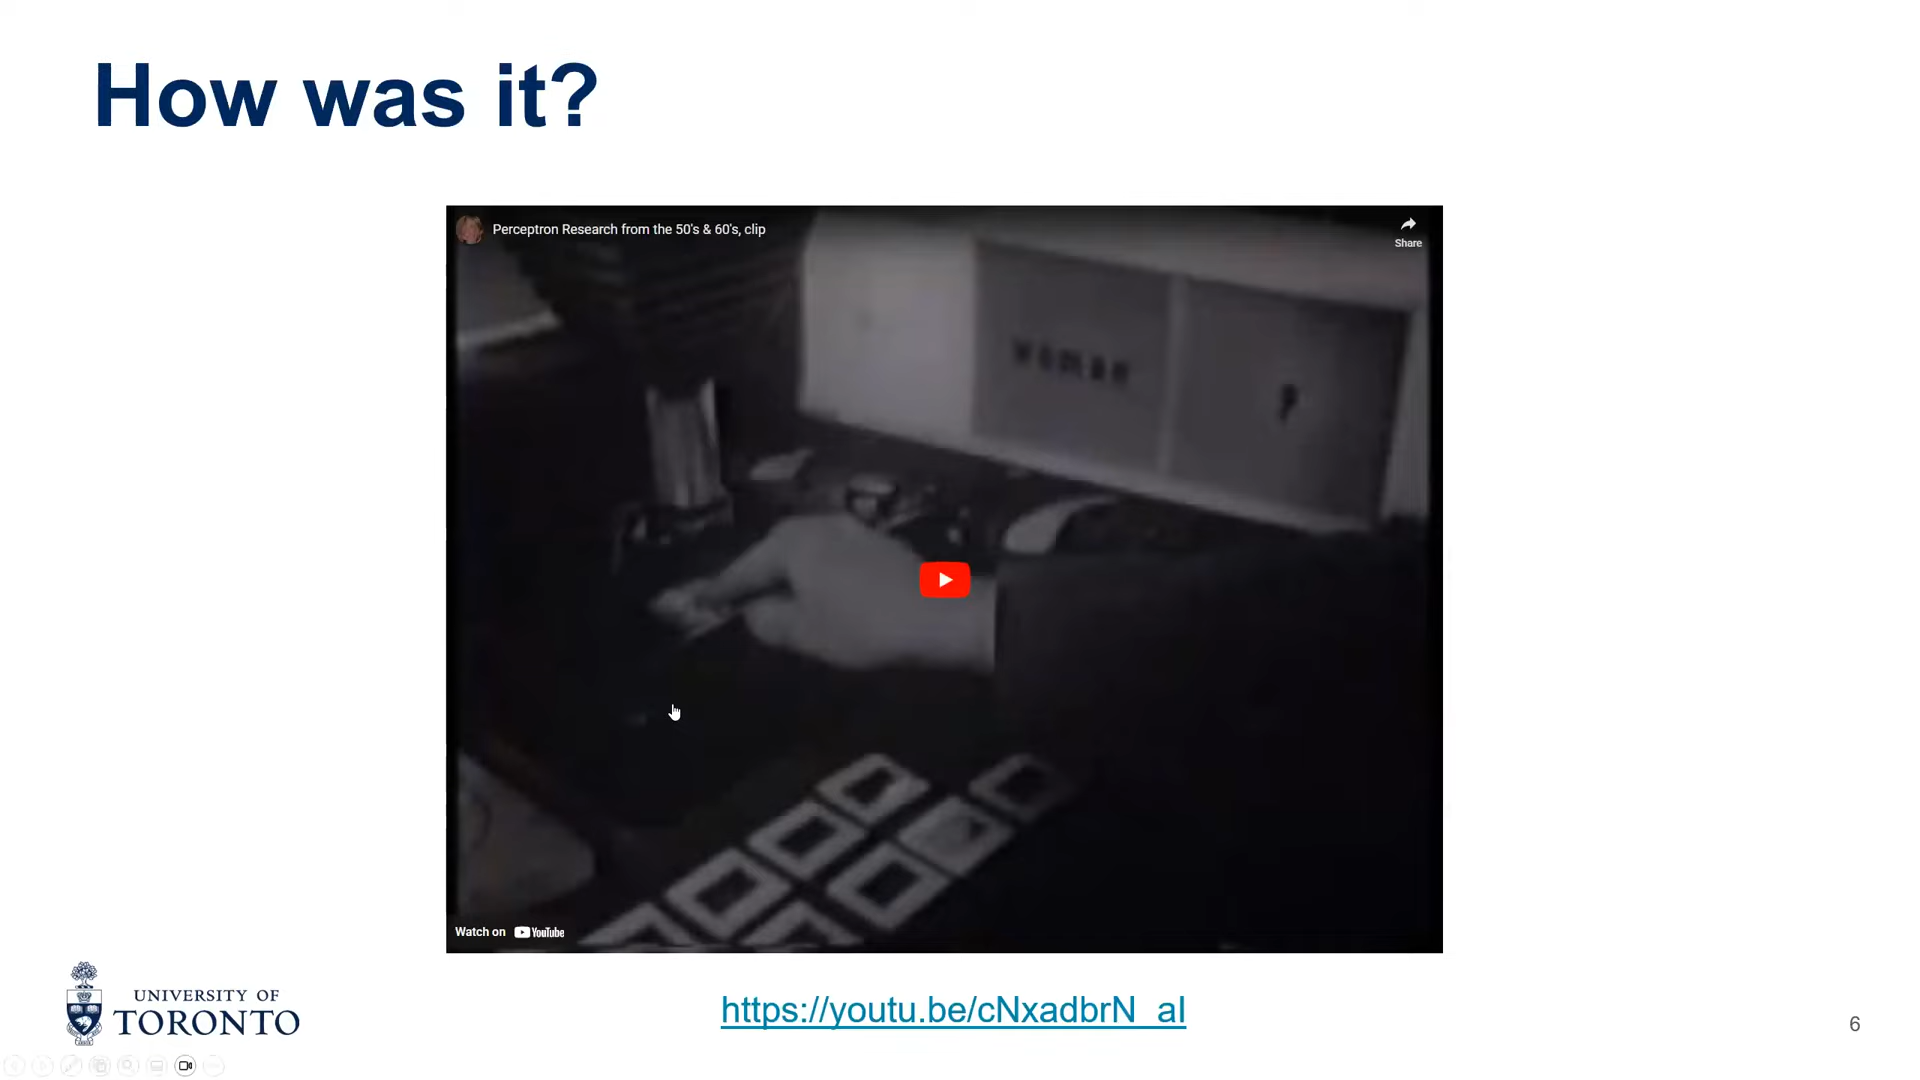 How was it?
Perceptron Research from the 50's & 60's, clip
Share
woman
?
Watch on YouTube
UNIVERSITY OF
TORONTO
https://youtu.be/cNxadbrN_aI
6